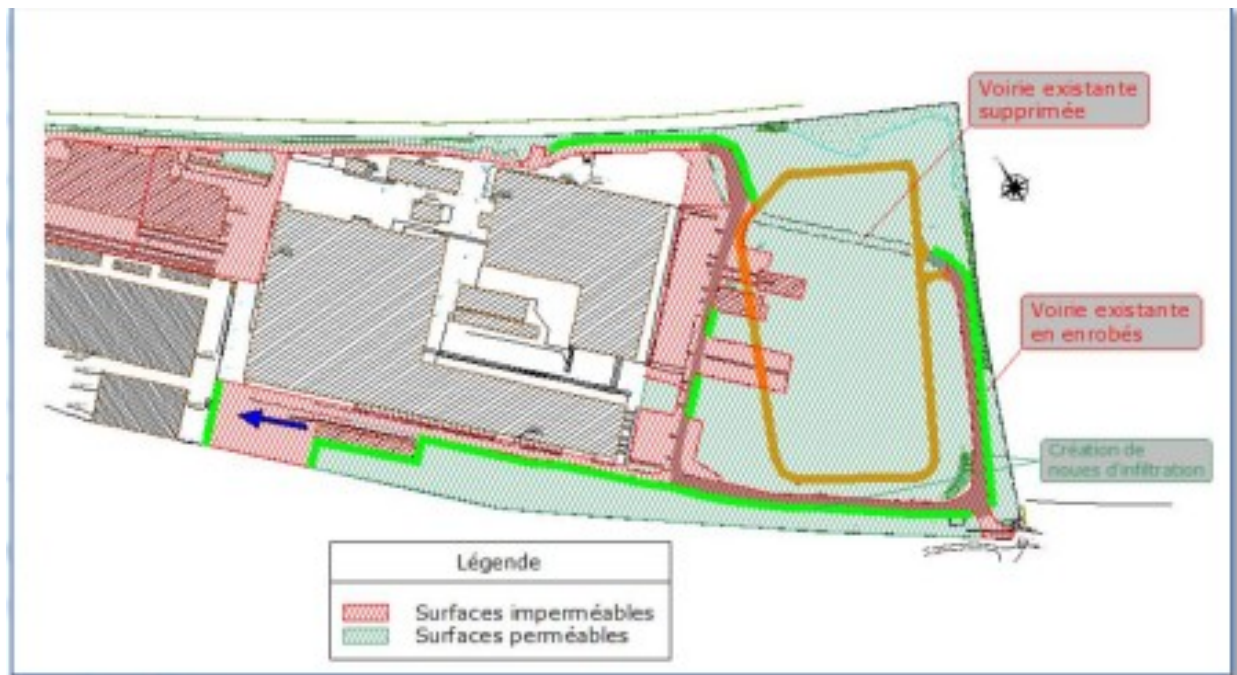 Voirie existante
supprimée
Voirie existante
en enrobés
Création de
noues d'infiltration
Légende
Surfaces imperméables
Surfaces perméables